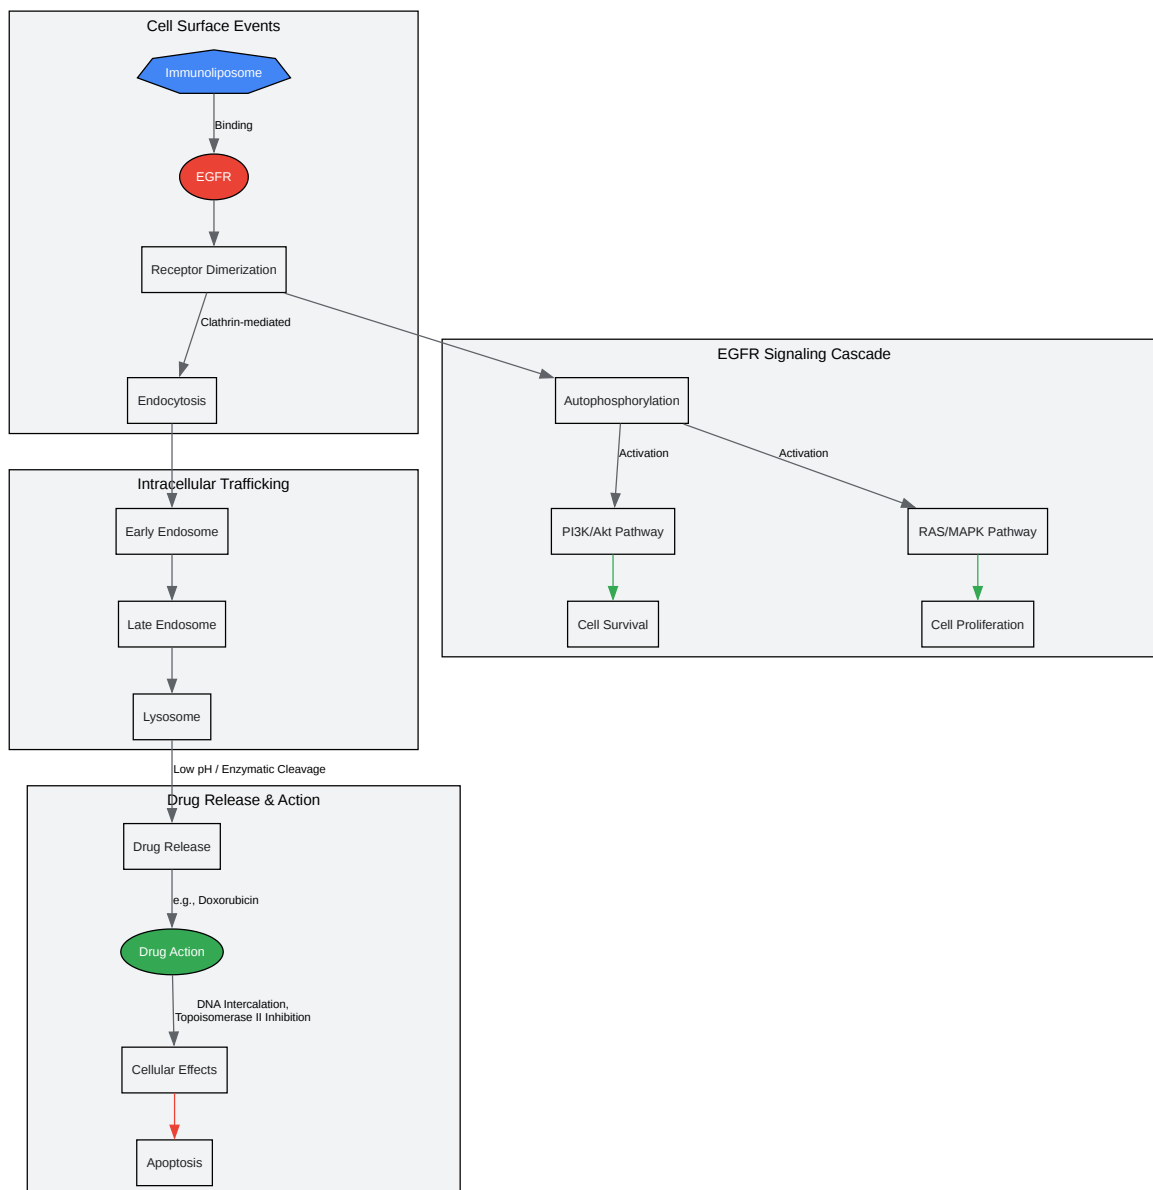 Cell Surface Events
Immunoliposome
Binding
EGFR
Receptor Dimerization
Clathrin-mediated
Endocytosis
EGFR Signaling Cascade
Autophosphorylation
Activation
Activation
PI3K/Akt Pathway
RAS/MAPK Pathway
Cell Survival
Cell Proliferation
Intracellular Trafficking
Early Endosome
Late Endosome
Lysosome
Low pH / Enzymatic Cleavage
Drug Release & Action
Drug Release
e.g., Doxorubicin
Drug Action
DNA Intercalation,
Topoisomerase II Inhibition
Cellular Effects
Apoptosis